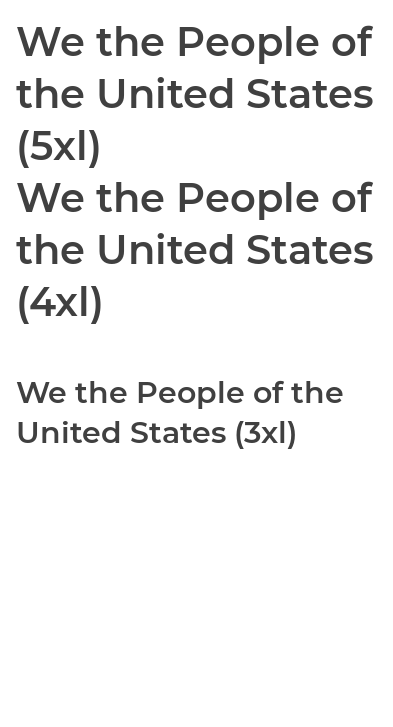 We the People of
the United States
(5xl)
We the People of
the United States
(4xl)
We the People of the
United States (3xl)